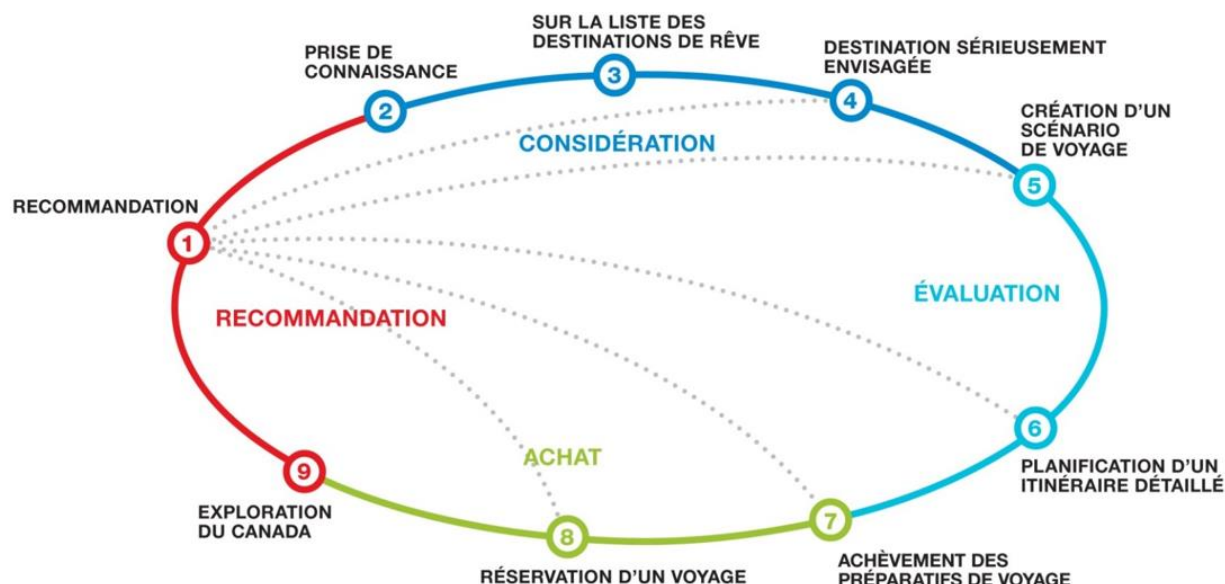 SUR LA LISTE DES
DESTINATIONS DE RÊVE
PRISE DE
CONNAISSANCE
DESTINATION SÉRIEUSEMENT
ENVISAGÉE
3
4
2
CRÉATION D'UN
SCÉNARIO
DE VOYAGE
CONSIDÉRATION
5
RECOMMANDATION
1
ÉVALUATION
RECOMMANDATION
6
ACHAT
PLANIFICATION D'UN
ITINÉRAIRE DÉTAILLÉ
9
EXPLORATION
DU CANADA
7
8
ACHÈVEMENT DES
PRÉPARATIFS DE VOYAGE
RÉSERVATION D'UN VOYAGE